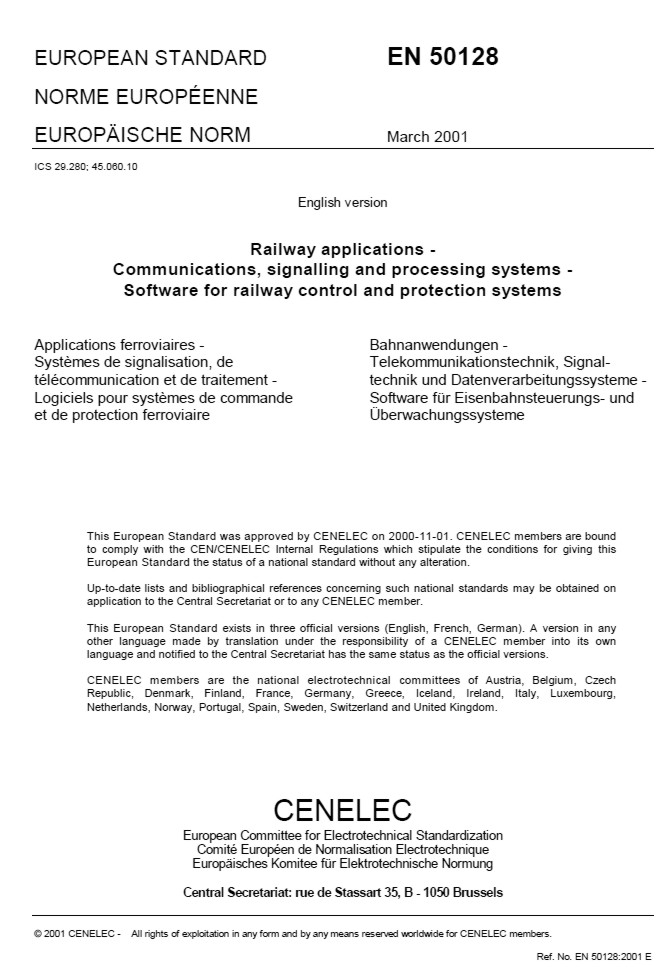 EUROPEAN STANDARD
EN 50128
NORME EUROPÉENNE
EUROPÄISCHE NORM
March 2001
ICS 29.280; 45.060.10
English version
Railway applications -
Communications, signalling and processing systems -
Software for railway control and protection systems
Applications ferroviaires -
Systèmes de signalisation, de
télécommunication et de traitement -
Logiciels pour systèmes de commande
et de protection ferroviaire
Bahnanwendungen -
Telekommunikationstechnik, Signal-
technik und Datenverarbeitungssysteme -
Software für Eisenbahnsteuerungs- und
Überwachungssysteme
This European Standard was approved by CENELEC on 2000-11-01. CENELEC members are bound
to comply with the CEN/CENELEC Internal Regulations which stipulate the conditions for giving this
European Standard the status of a national standard without any alteration.
Up-to-date lists and bibliographical references concerning such national standards may be obtained on
application to the Central Secretariat or to any CENELEC member.
This European Standard exists in three official versions (English, French, German). A version in any
other language made by translation under the responsibility of a CENELEC member into its own
language and notified to the Central Secretariat has the same status as the official versions.
CENELEC members are the national electrotechnical committees of Austria, Belgium, Czech
Republic, Denmark, Finland, France, Germany, Greece, Iceland, Ireland, Italy, Luxembourg,
Netherlands, Norway, Portugal, Spain, Sweden, Switzerland and United Kingdom.
CENELEC
European Committee for Electrotechnical Standardization
Comité Européen de Normalisation Electrotechnique
Europäisches Komitee für Elektrotechnische Normung
Central Secretariat: rue de Stassart 35, B - 1050 Brussels
© 2001 CENELEC - All rights of exploitation in any form and by any means reserved worldwide for CENELEC members.
Ref. No. EN 50128:2001 E